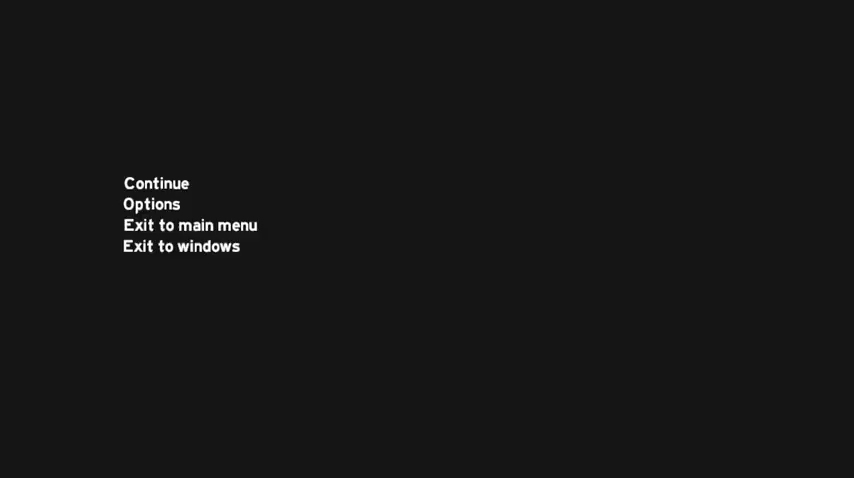 Continue
Options
Exit to main menu
Exit to windows